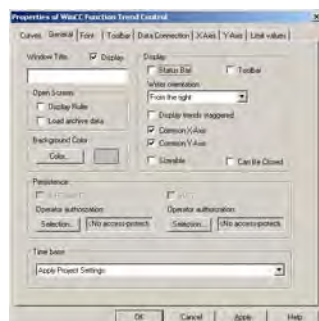 Properties of WinCC Function Trend Control
Curves General Font Toolbar Data Connection X Axis Y Axis Limit values
Window Title: Display
Display
Status Bar Toolbar
Write orientation:
From the right
Open Screen
Display Ruler
Load archive data
Display trends staggered
Common X Axis
Common Y Axis
Background Color
Color...
Sizeable Can Be Closed
Persistence
Operator authorization: Operator authorization:
Selection... <No access-protect Selection... <No access-protect
Time base
Apply Project Settings
OK Cancel Apply Help